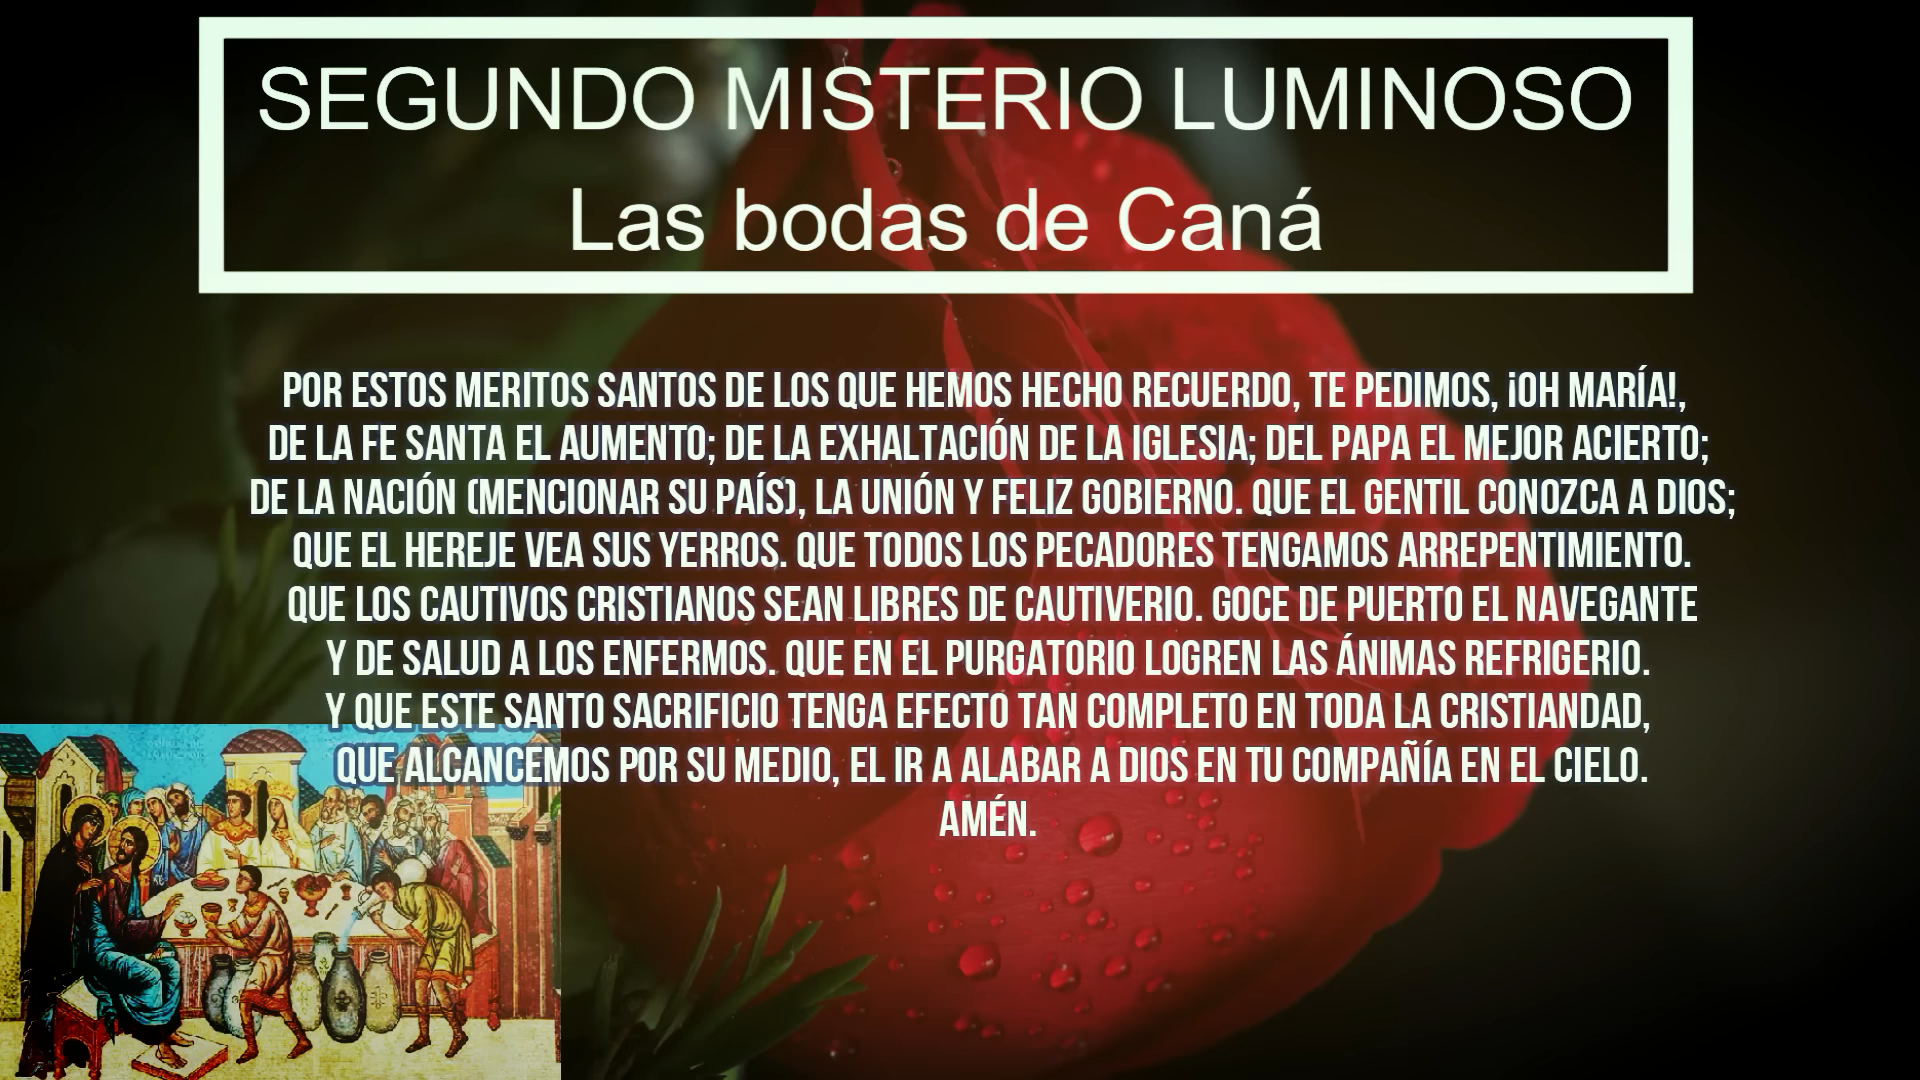 SEGUNDO MISTERIO LUMINOSO
Las bodas de Caná
POR ESTOS MERITOS SANTOS DE LOS QUE HEMOS HECHO RECUERDO, TE PEDIMOS, ¡OH MARÍA!,
DE LA FE SANTA EL AUMENTO; DE LA EXHALTACIÓN DE LA IGLESIA; DEL PAPA EL MEJOR ACIERTO;
DE LA NACIÓN (MENCIONAR SU PAÍS), LA UNIÓN Y FELIZ GOBIERNO. QUE EL GENTIL CONOZCA A DIOS;
QUE EL HEREJE VEA SUS YERROS. QUE TODOS LOS PECADORES TENGAMOS ARREPENTIMIENTO.
QUE LOS CAUTIVOS CRISTIANOS SEAN LIBRES DE CAUTIVERIO. GOCE DE PUERTO EL NAVEGANTE
Y DE SALUD A LOS ENFERMOS. QUE EN EL PURGATORIO LOGREN LAS ÁNIMAS REFRIGERIO.
Y QUE ESTE SANTO SACRIFICIO TENGA EFECTO TAN COMPLETO EN TODA LA CRISTIANDAD,
QUE ALCANCEMOS POR SU MEDIO, EL IR A ALABAR A DIOS EN TU COMPAÑÍA EN EL CIELO.
AMÉN.